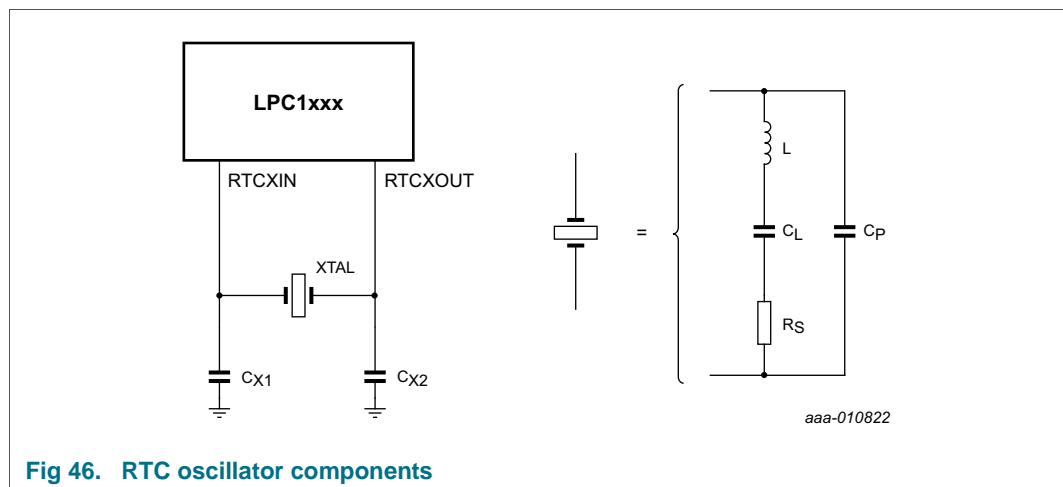 LPC1xxx
RTCXIN RTCXOUT
XTAL
CX1 CX2
=
L
CL CP
RS
aaa-010822
Fig 46. RTC oscillator components